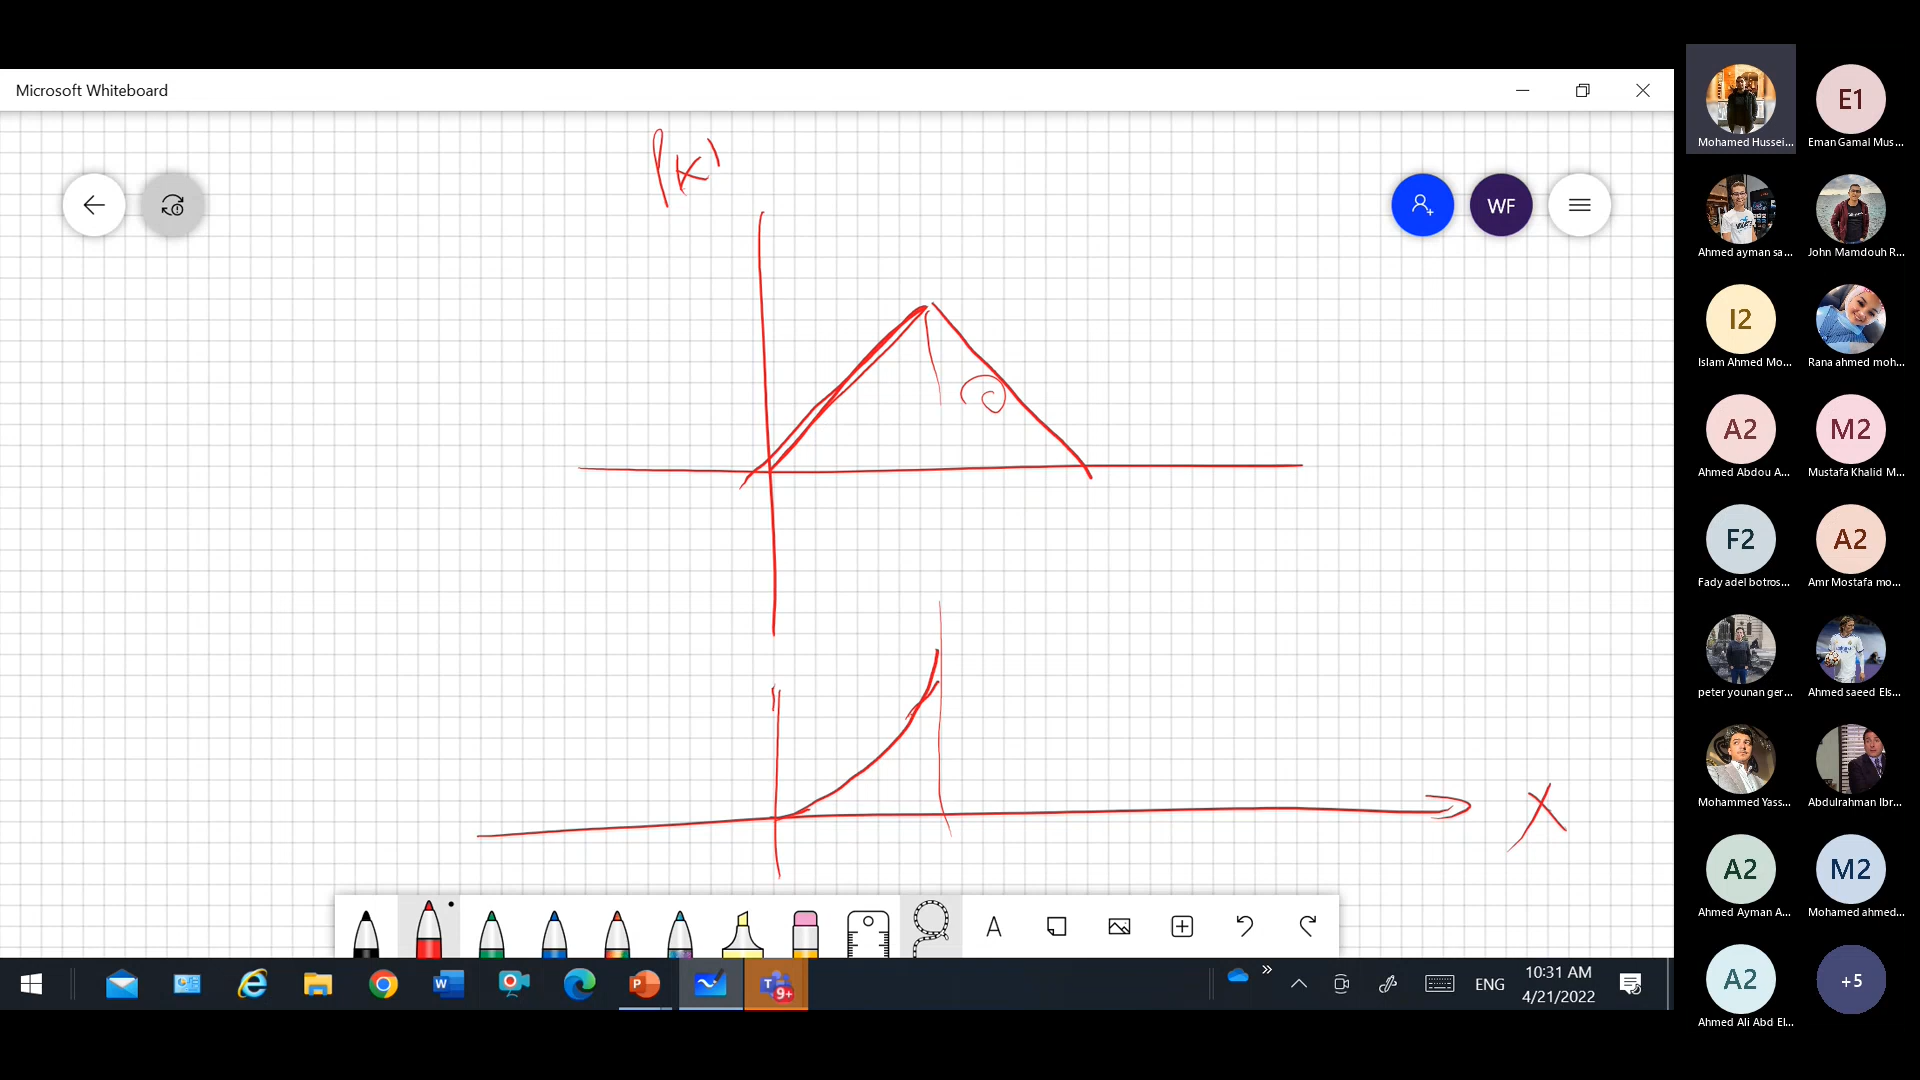 Microsoft Whiteboard
(K)
WF
X
A
W
P
T
9+
ENG
10:31 AM
4/21/2022
E1
Mohamed Hussei...
Eman Gamal Mus...
Ahmed ayman sa...
John Mamdouh R...
I2
Islam Ahmed Mo...
Rana ahmed moh...
A2
M2
Ahmed Abdou A...
Mustafa Khalid M...
F2
A2
Fady adel botros...
Amr Mostafa mo...
peter younan ger...
Ahmed saeed Els...
Mohammed Yass...
Abdulrahman Ibr...
A2
M2
Ahmed Ayman A...
Mohamed ahmed...
A2
+5
Ahmed Ali Abd El...